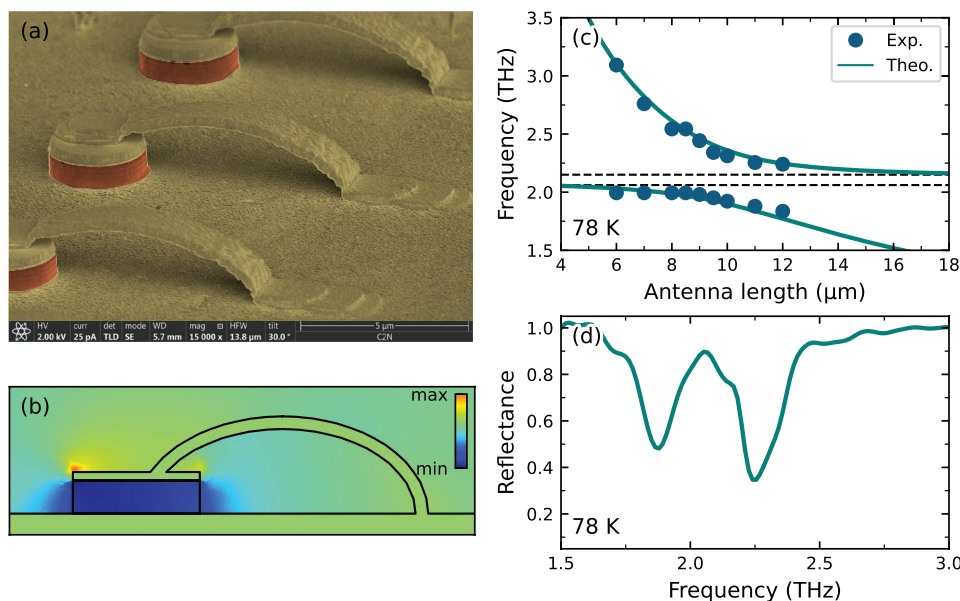 (a)
HV curr det mode WD mag HFW tilt 5 µm
2.00 kV 25 pA TLD SE 5.7 mm 15 000 x 13.8 µm 30.0 ° C2N
(b)
max
min
(c)
Exp.
Theo.
3.5
3.0
2.5
2.0
1.5
Frequency (THz)
78 K
4 6 8 10 12 14 16 18
Antenna length (µm)
(d)
1.0
0.8
0.6
0.4
0.2
Reflectance
78 K
1.5 2.0 2.5 3.0
Frequency (THz)